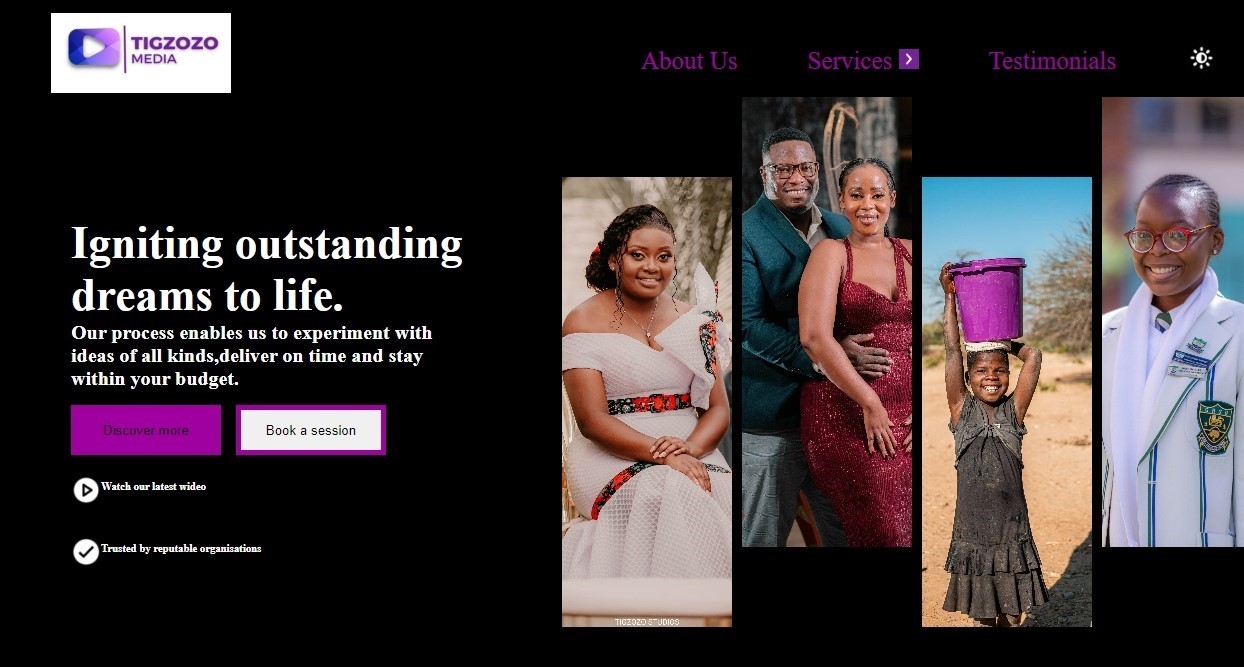 TIGZOZO
MEDIA
About Us
Services
Testimonials
Igniting outstanding
dreams to life.
Our process enables us to experiment with
ideas of all kinds,deliver on time and stay
within your budget.
Discover more
Book a session
Watch our latest wideo
Trusted by reputable organisations
TIGZOZO STUDIOS